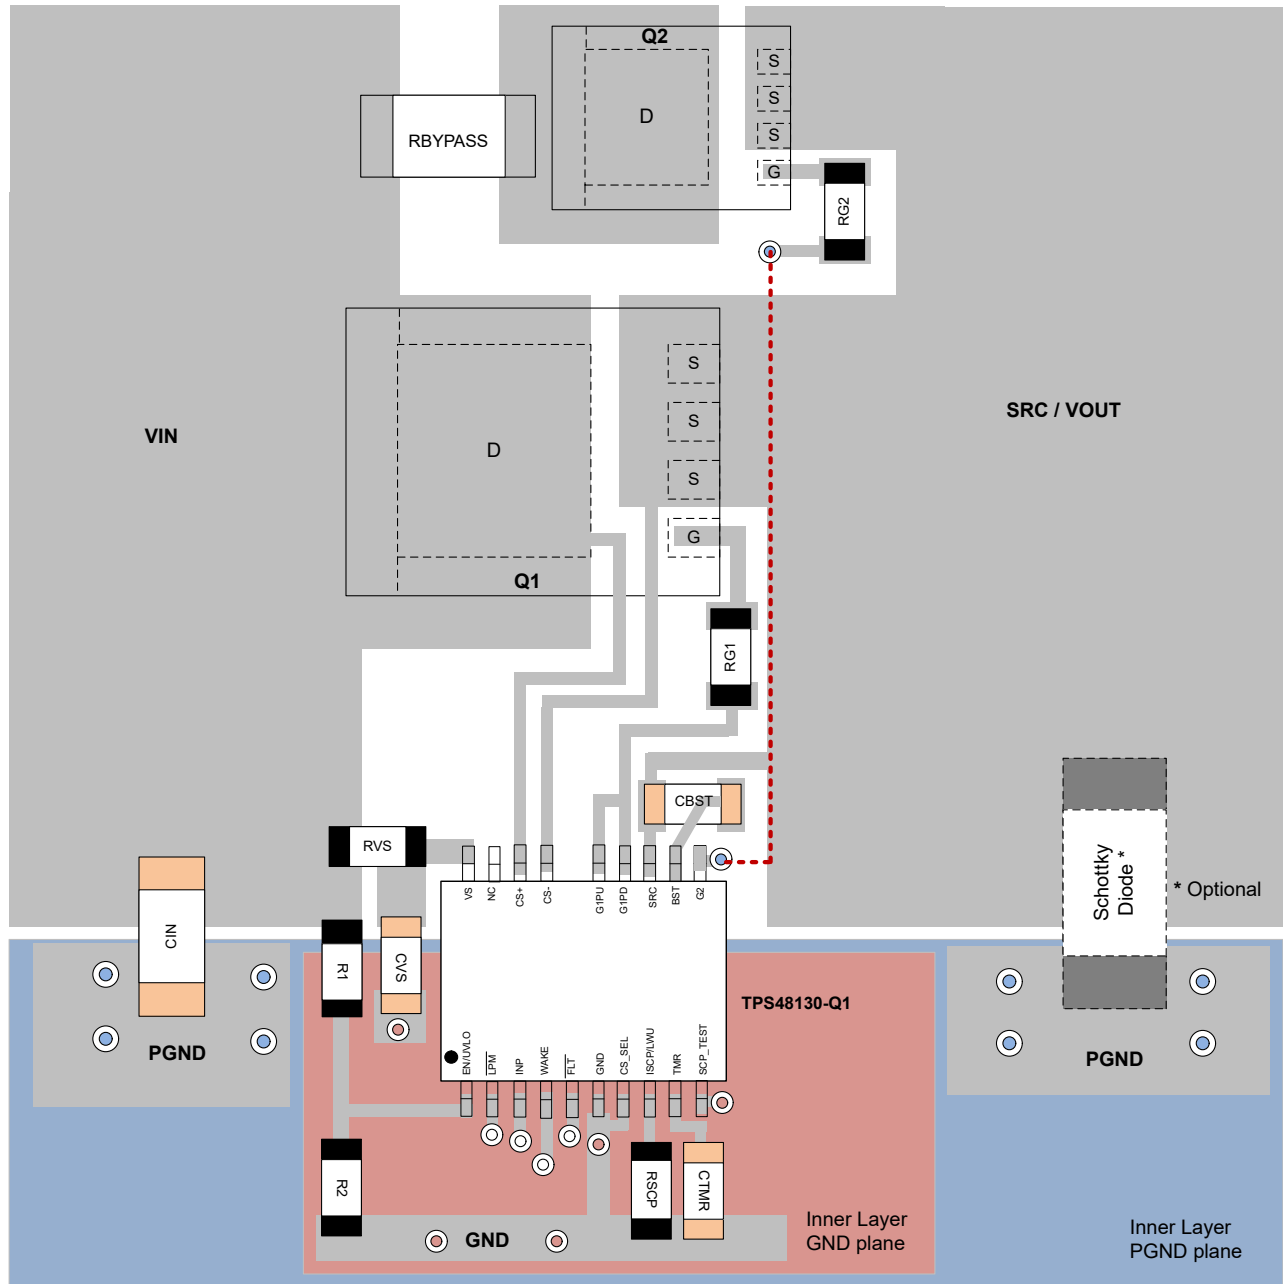 Q2
S
S
S
G
D
RBYPASS
RG2
VIN
D
S
S
S
G
Q1
SRC / VOUT
RG1
CBST
RVS
VS
NC
CS+
CS-
G1PU
G1PD
SRC
BST
G2
Schottky
Diode *
* Optional
CIN
R1
CVS
TPS48130-Q1
PGND
PGND
EN/UVLO
LPM
INP
WAKE
FLT
GND
CS_SEL
ISCP/LWU
TMR
SCP_TEST
R2
RSCP
CTMR
GND
Inner Layer
GND plane
Inner Layer
PGND plane